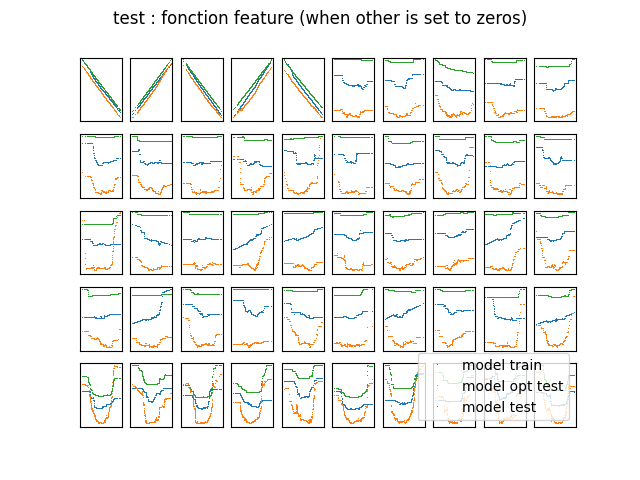 test : fonction feature (when other is set to zeros)
model train
model opt test
model test